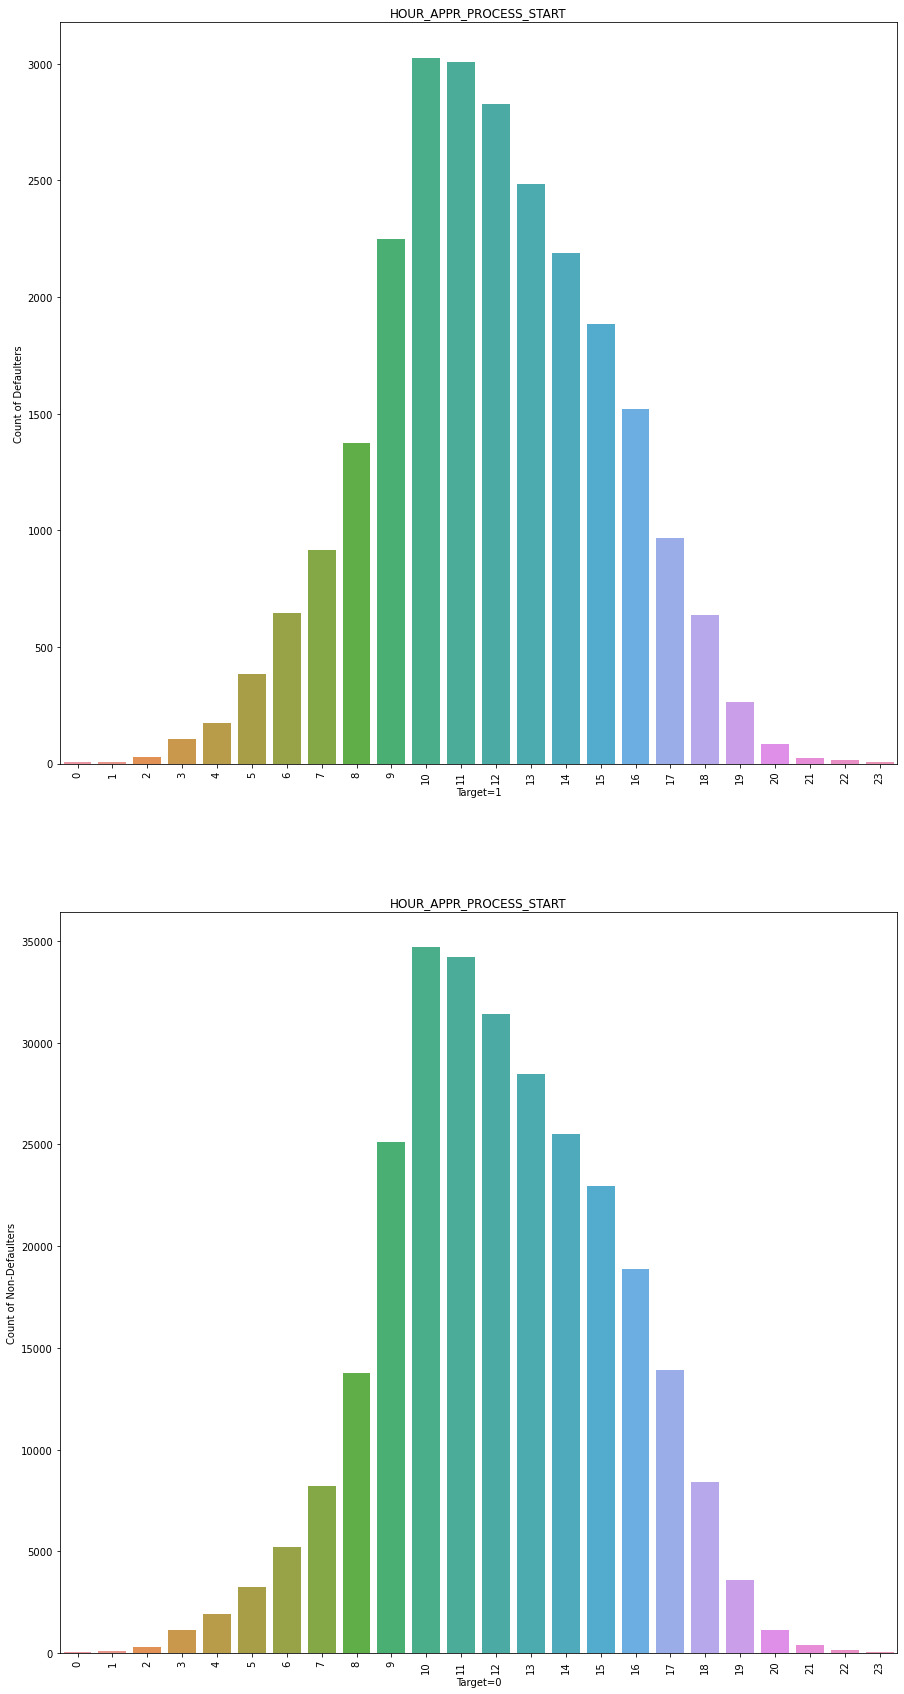 HOUR_APPR_PROCESS_START
3000
2500
2000
1500
1000
500
0
Count of Defaulters
0 1 2 3 4 5 6 7 8 9 10 11 12 13 14 15 16 17 18 19 20 21 22 23
Target=1
HOUR_APPR_PROCESS_START
35000
30000
25000
20000
15000
10000
5000
0
Count of Non-Defaulters
0 1 2 3 4 5 6 7 8 9 10 11 12 13 14 15 16 17 18 19 20 21 22 23
Target=0